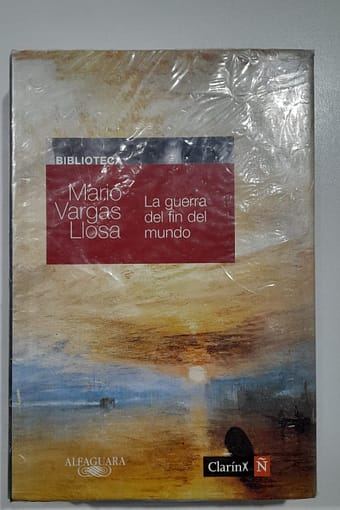 BIBLIOTECA
Mario
Vargas
Llosa
La guerra
del fin del
mundo
ALFAGUARA
Clarín
Ñ